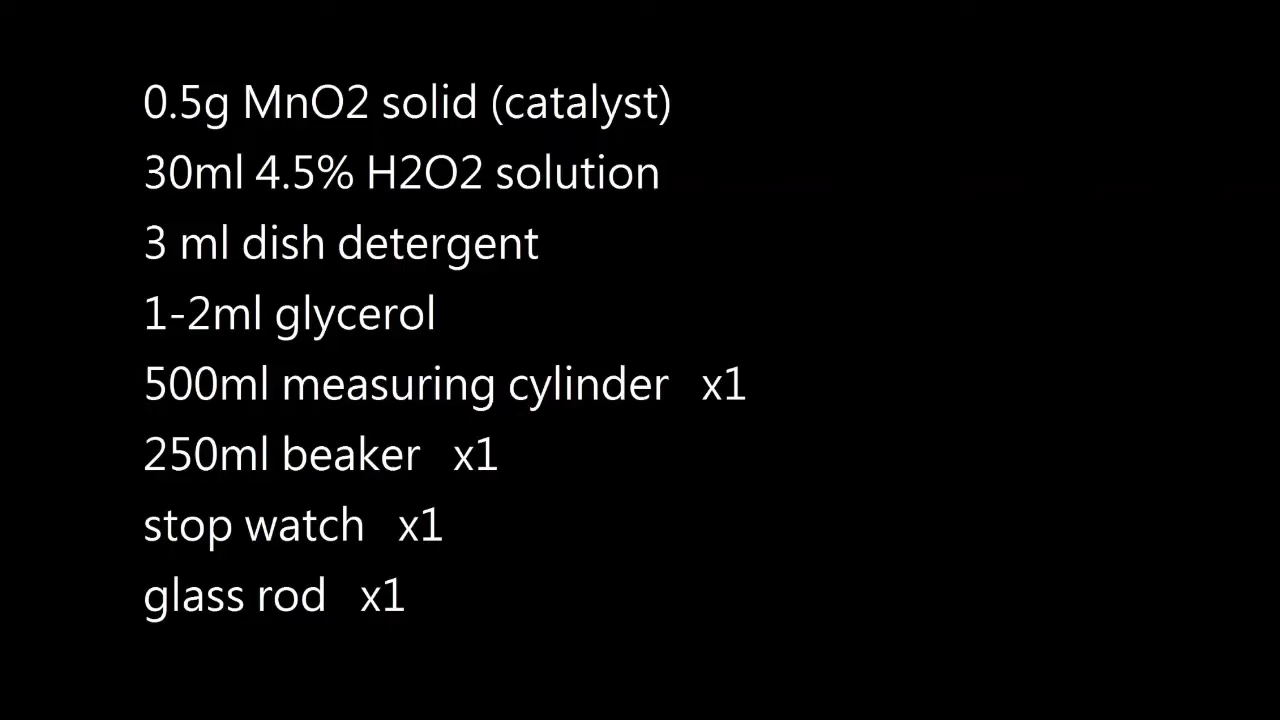 0.5g MnO2 solid (catalyst)
30ml 4.5% H2O2 solution
3 ml dish detergent
1-2ml glycerol
500ml measuring cylinder x1
250ml beaker x1
stop watch x1
glass rod x1